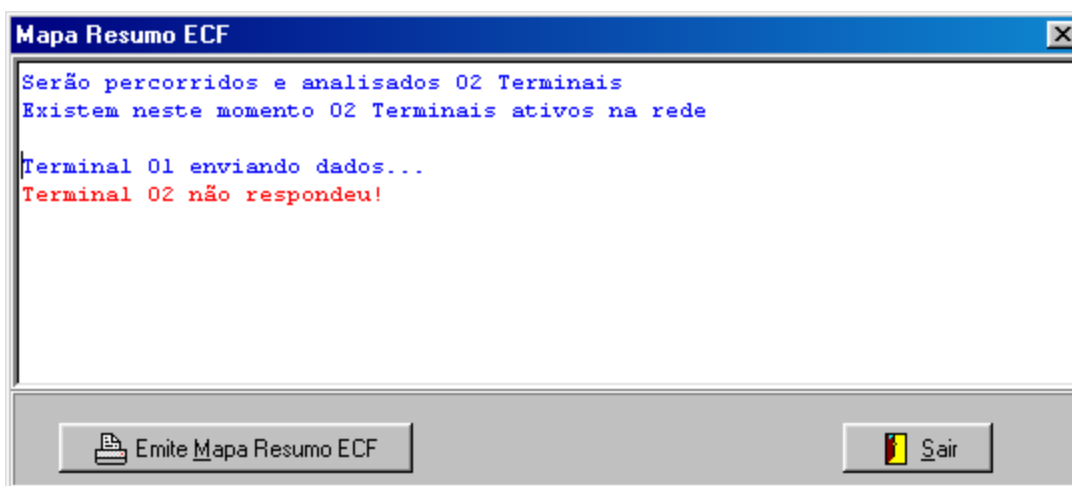 Mapa Resumo ECF
Serão percorridos e analisados 02 Terminais
Existem neste momento 02 Terminais ativos na rede
Terminal 01 enviando dados...
Terminal 02 não respondeu!
Emite Mapa Resumo ECF
Sair